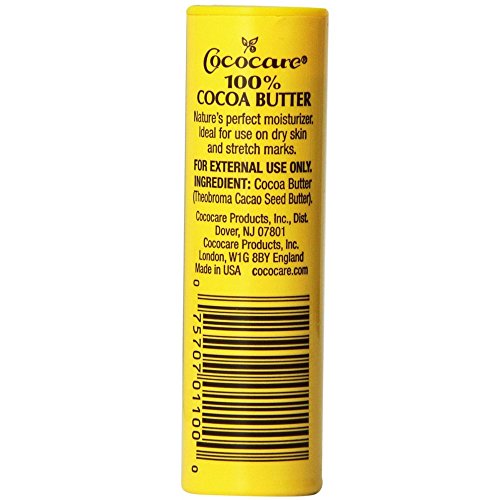 Cococare®
100%
COCOA BUTTER
Nature's perfect moisturizer.
Ideal for use on dry skin
and stretch marks.
FOR EXTERNAL USE ONLY.
INGREDIENT: Cocoa Butter
(Theobroma Cacao Seed Butter).
Cococare Products, Inc., Dist.
Dover, NJ 07801
Cococare Products, Inc.
London, W1G 8BY England
Made in USA cococare.com
0 75707 01100 0